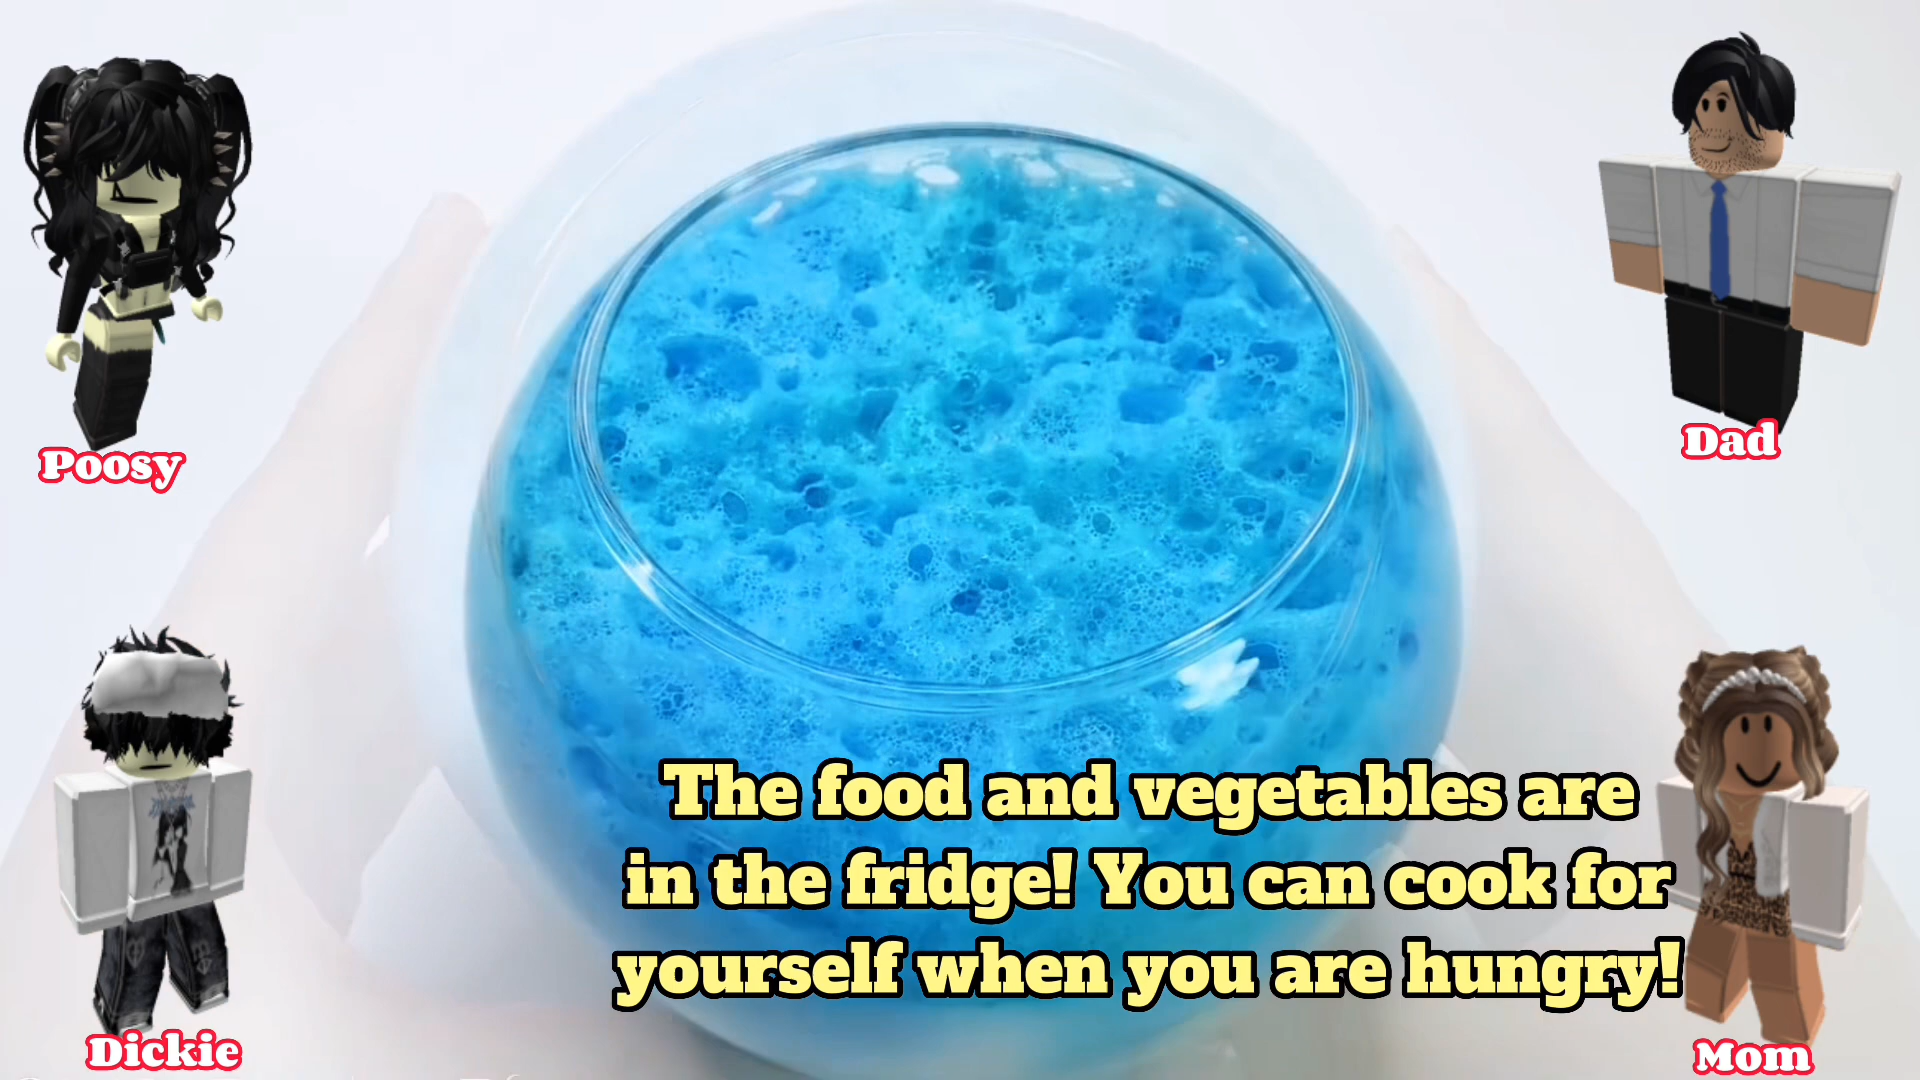 Poosy
Dad
The food and vegetables are
in the fridge! You can cook for
yourself when you are hungry!
Dickie
Mom